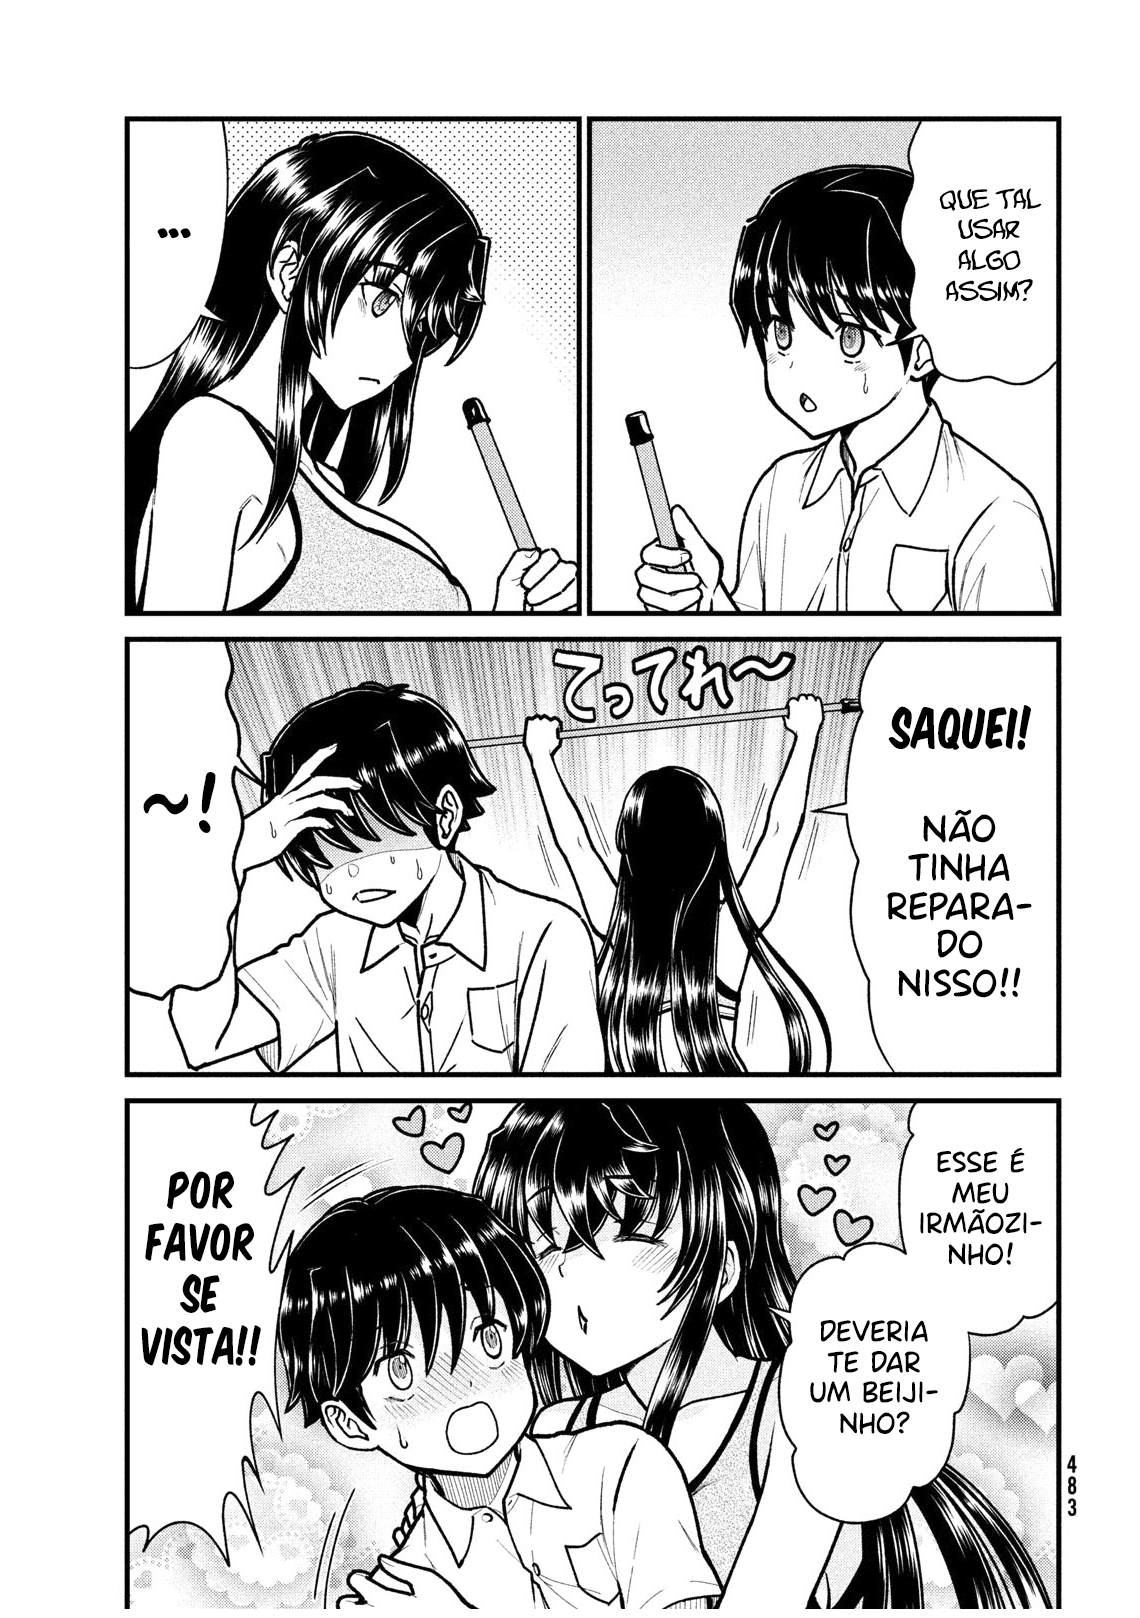 QUE TAL
USAR
ALGO
ASSIM?
...
SAQUEI!
NÃO
TINHA
REPARA-
DO
NISSO!!
てってれ〜
〜!
ESSE É
MEU
IRMÃOZI-
NHO!
DEVERIA
TE DAR
UM BEIJI-
NHO?
POR
FAVOR
SE
VISTA!!
483